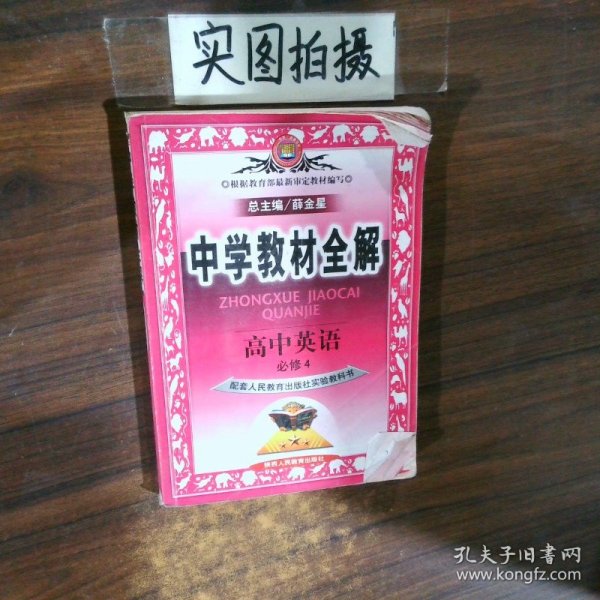 实图拍摄
◎根据教育部最新审定教材编写◎
总主编/薛金星
中学教材全解
ZHONGXUE JIAOCAI
QUANJIE
高中英语
必修4
配套人民教育出版社实验教科书
陕西人民教育出版社
孔夫子旧书网
www.kongfz.com